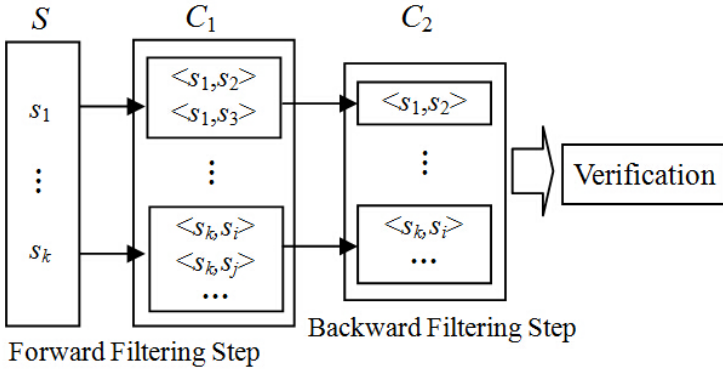 S
C1
C2
<s1,s2>
<s1,s3>
<s1,s2>
s1
⋮
⋮
⋮
Verification
sk
<sk,si>
<sk,sj>
...
<sk,si>
...
Backward Filtering Step
Forward Filtering Step